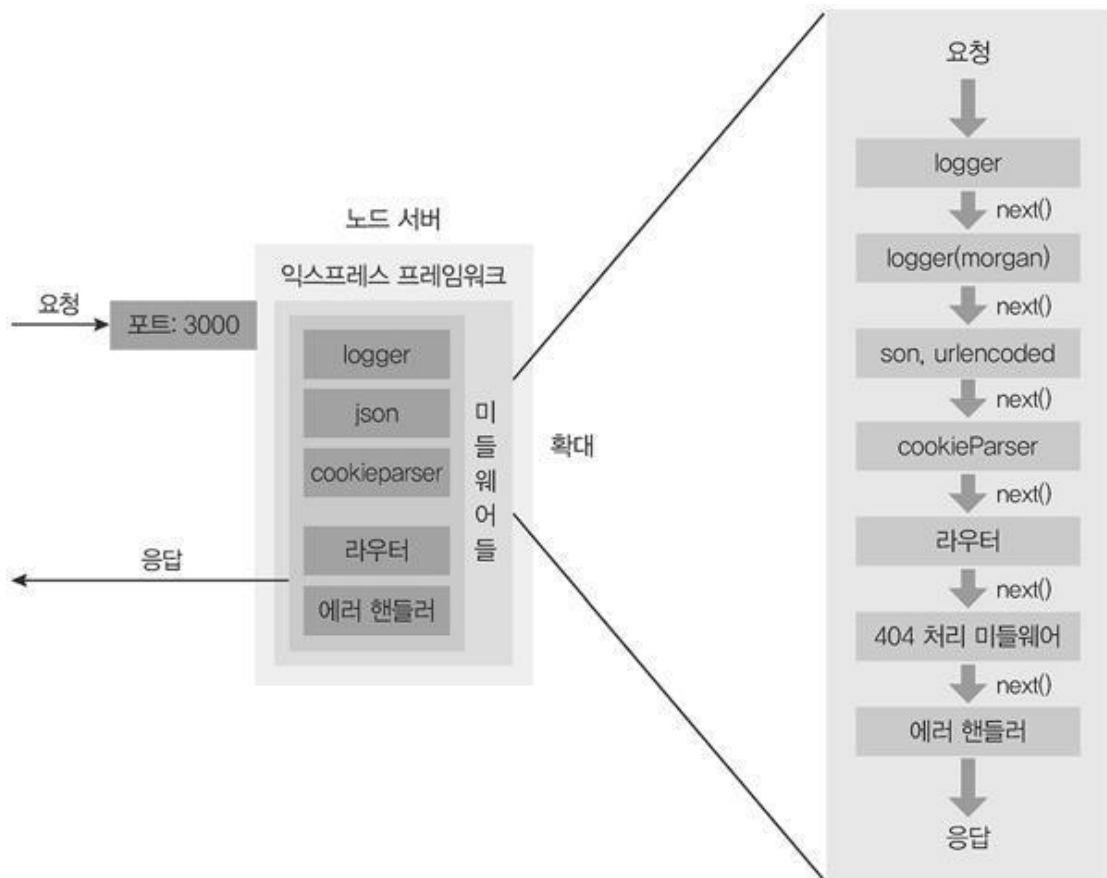 노드 서버
익스프레스 프레임워크
요청
포트: 3000
logger
json
cookieparser
라우터
에러 핸들러
미들웨어들
응답
확대
요청
logger
next()
logger(morgan)
next()
son, urlencoded
next()
cookieParser
next()
라우터
next()
404 처리 미들웨어
next()
에러 핸들러
응답